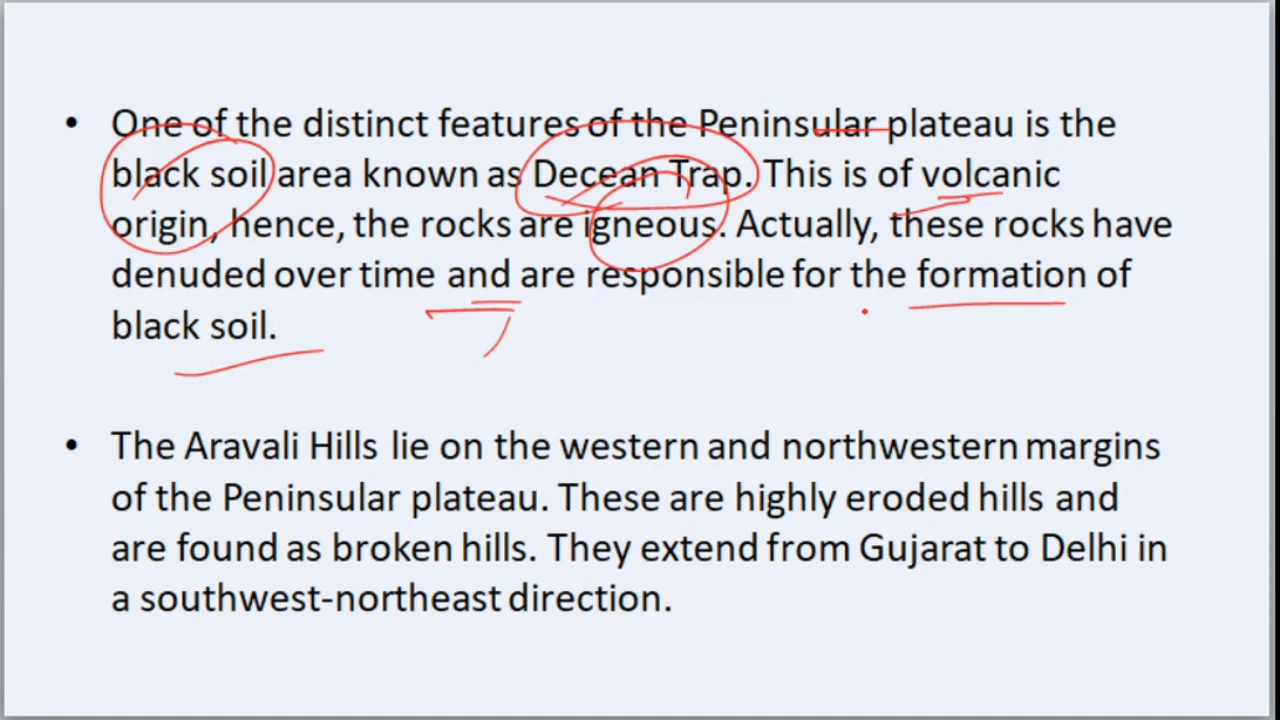 • One of the distinct features of the Peninsular plateau is the
black soil area known as Decean Trap. This is of volcanic
origin, hence, the rocks are igneous. Actually, these rocks have
denuded over time and are responsible for the formation of
black soil.
• The Aravali Hills lie on the western and northwestern margins
of the Peninsular plateau. These are highly eroded hills and
are found as broken hills. They extend from Gujarat to Delhi in
a southwest-northeast direction.